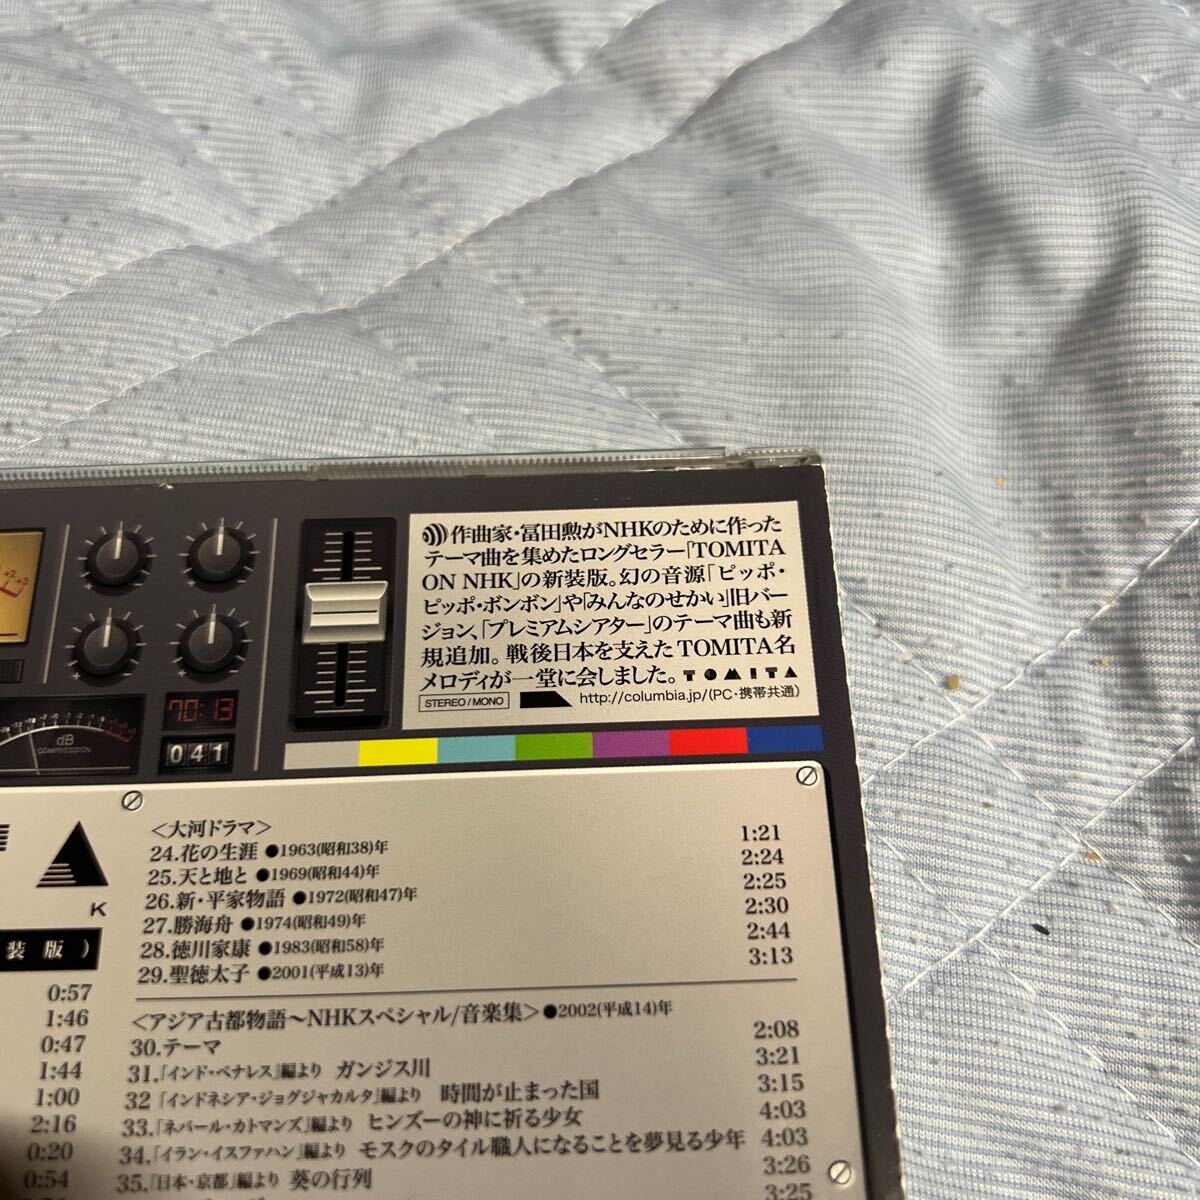 作曲家・冨田勲がNHKのために作った
テーマ曲を集めたロングセラー「TOMITA
ON NHK」の新装版。幻の音源「ピッポ・
ピッポ・ボンボン」や「みんなのせかい」旧バー
ジョン、「プレミアムシアター」のテーマ曲も新
規追加。戦後日本を支えたTOMITA名
メロディが一堂に会しました。TOMITA
STEREO/MONO http://columbia.jp/(PC・携帯共通)
+2 +3
dB
COMPRESSION
70:13
041
K
装版)
0:57
1:46
0:47
1:44
1:00
2:16
0:20
0:54
<大河ドラマ>
24.花の生涯 ●1963(昭和38)年 1:21
25.天と地と ●1969(昭和44)年 2:24
26.新・平家物語 ●1972(昭和47)年 2:25
27.勝海舟 ●1974(昭和49)年 2:30
28.徳川家康 ●1983(昭和58)年 2:44
29.聖徳太子 ●2001(平成13)年 3:13
<アジア古都物語〜NHKスペシャル/音楽集>●2002(平成14)年
30.テーマ 2:08
31.「インド・ベナレス」編より ガンジス川 3:21
32「インドネシア・ジョグジャカルタ」編より 時間が止まった国 3:15
33.「ネパール・カトマンズ」編より ヒンズーの神に祈る少女 4:03
34.「イラン・イスファハン」編より モスクのタイル職人になることを夢見る少年 4:03
35.「日本・京都」編より 葵の行列 3:26
3:25